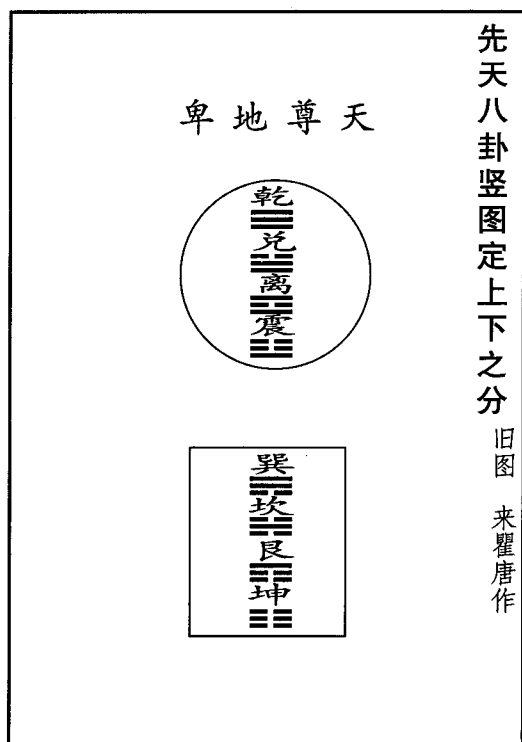 先天八卦竖图定上下之分
旧图 来瞿唐作
天尊地卑
乾
兑
离
震
巽
坎
艮
坤